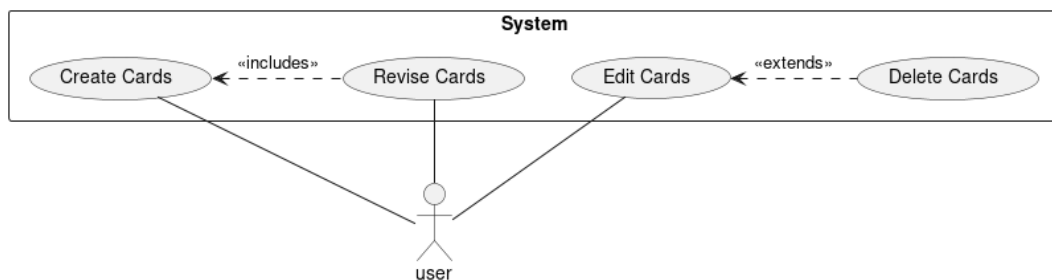 System
Create Cards
«includes»
Revise Cards
Edit Cards
«extends»
Delete Cards
user